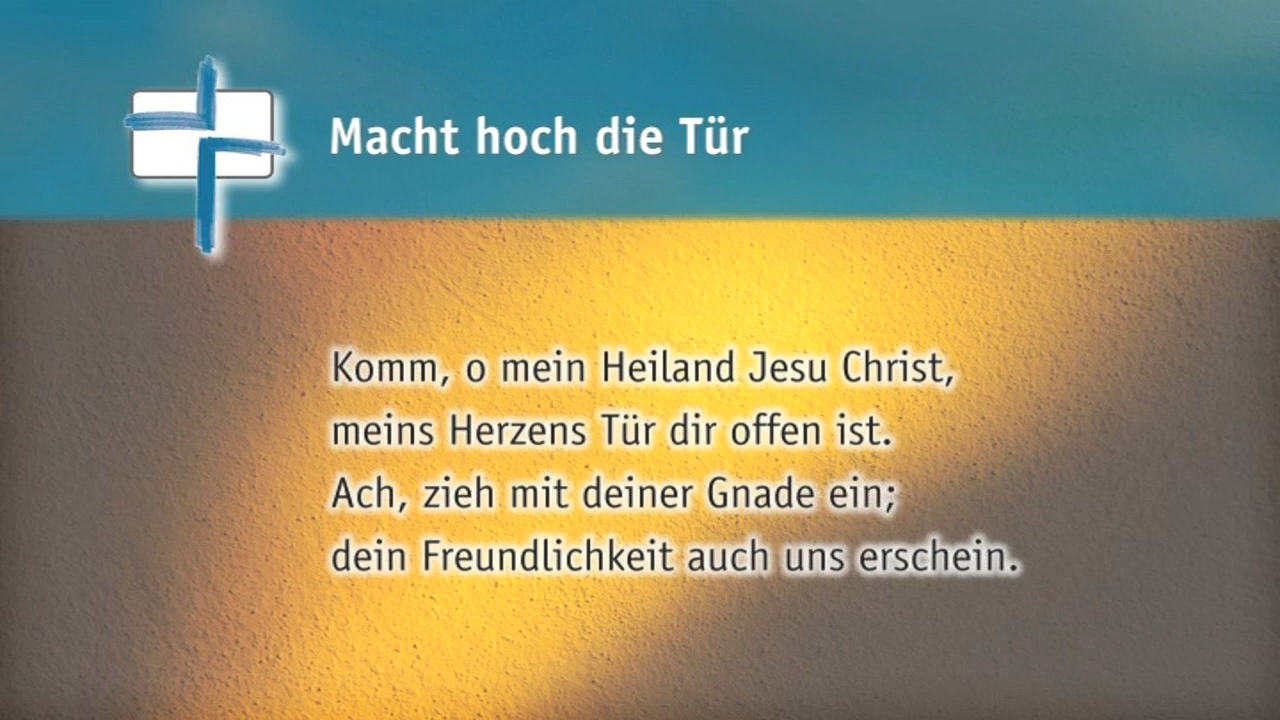 Macht hoch die Tür
Komm, o mein Heiland Jesu Christ,
meins Herzens Tür dir offen ist.
Ach, zieh mit deiner Gnade ein;
dein Freundlichkeit auch uns erschein.